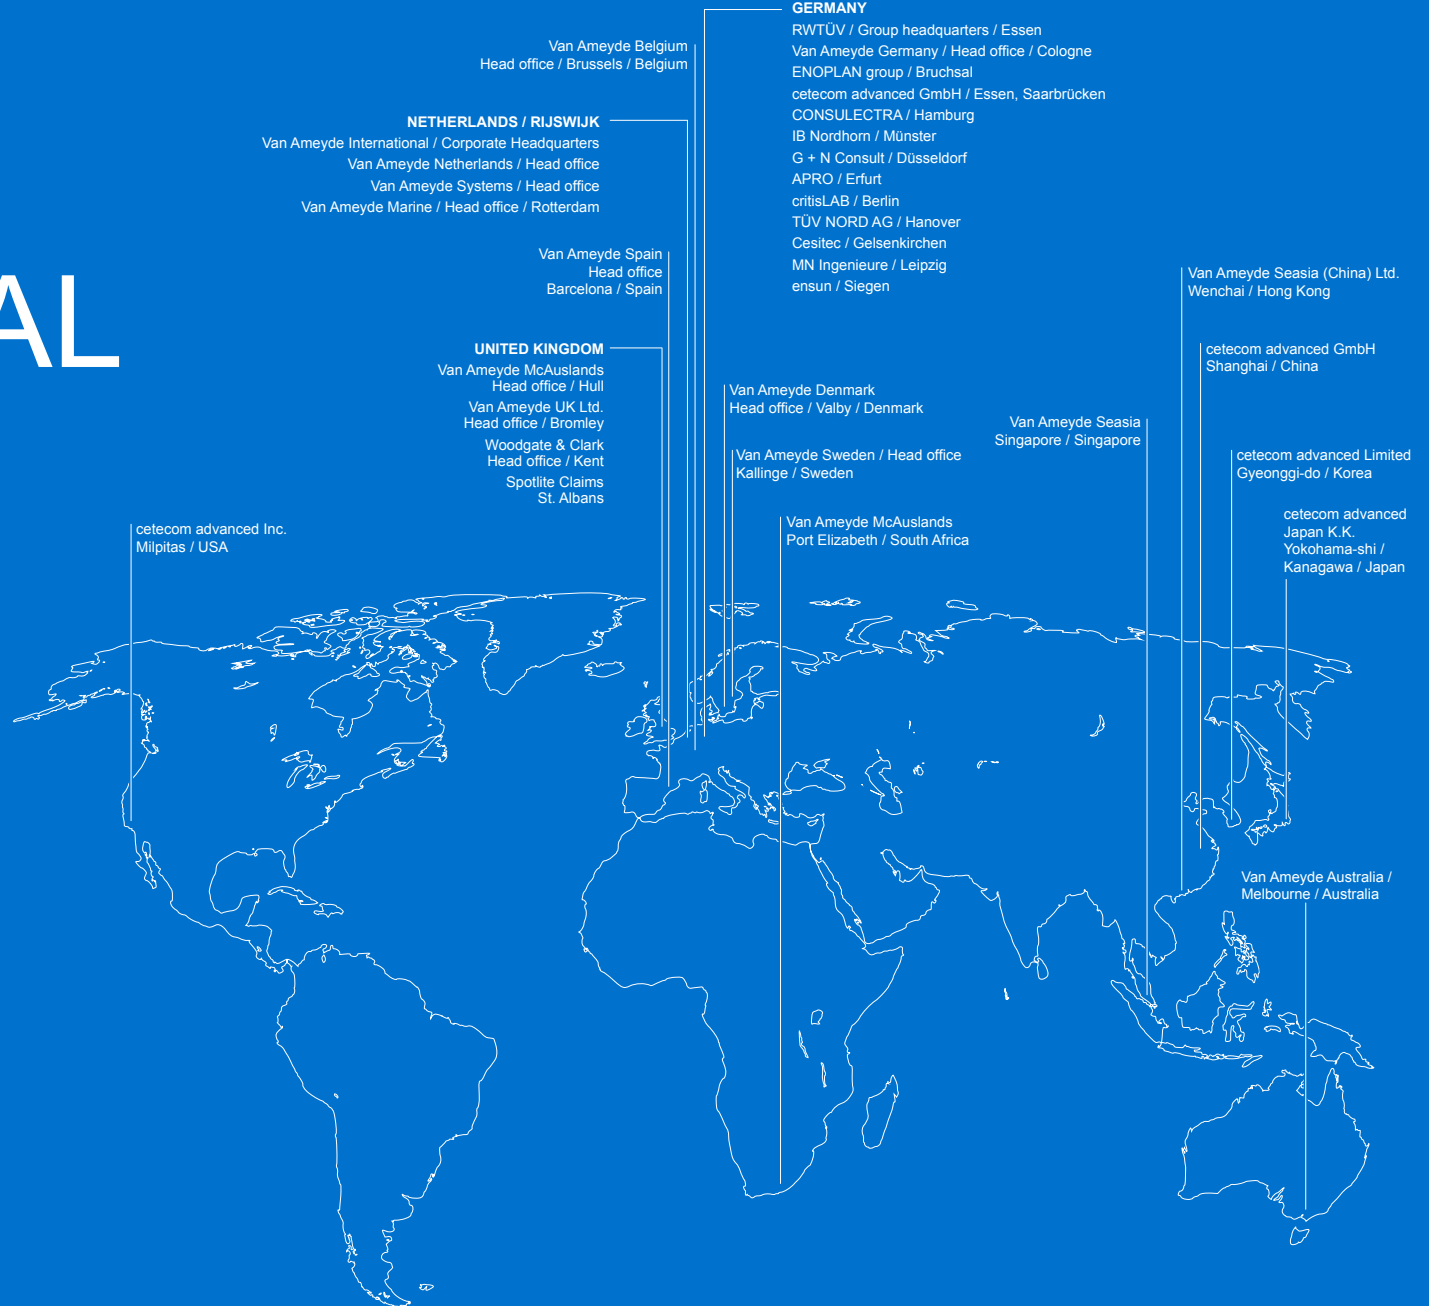 GERMANY
RWTÜV / Group headquarters / Essen
Van Ameyde Germany / Head office / Cologne
ENOPLAN group / Bruchsal
cetecom advanced GmbH / Essen, Saarbrücken
CONSULECTRA / Hamburg
IB Nordhorn / Münster
G + N Consult / Düsseldorf
APRO / Erfurt
critisLAB / Berlin
TÜV NORD AG / Hanover
Cesitec / Gelsenkirchen
MN Ingenieure / Leipzig
ensun / Siegen
Van Ameyde Belgium
Head office / Brussels / Belgium
NETHERLANDS / RIJSWIJK
Van Ameyde International / Corporate Headquarters
Van Ameyde Netherlands / Head office
Van Ameyde Systems / Head office
Van Ameyde Marine / Head office / Rotterdam
Van Ameyde Spain
Head office
Barcelona / Spain
AL
UNITED KINGDOM
Van Ameyde McAuslands
Head office / Hull
Van Ameyde UK Ltd.
Head office / Bromley
Woodgate & Clark
Head office / Kent
Spotlite Claims
St. Albans
Van Ameyde Seasia (China) Ltd.
Wenchai / Hong Kong
cetecom advanced GmbH
Shanghai / China
Van Ameyde Denmark
Head office / Valby / Denmark
Van Ameyde Seasia
Singapore / Singapore
Van Ameyde Sweden / Head office
Kallinge / Sweden
cetecom advanced Limited
Gyeonggi-do / Korea
cetecom advanced Inc.
Milpitas / USA
Van Ameyde McAuslands
Port Elizabeth / South Africa
cetecom advanced
Japan K.K.
Yokohama-shi /
Kanagawa / Japan
Van Ameyde Australia /
Melbourne / Australia